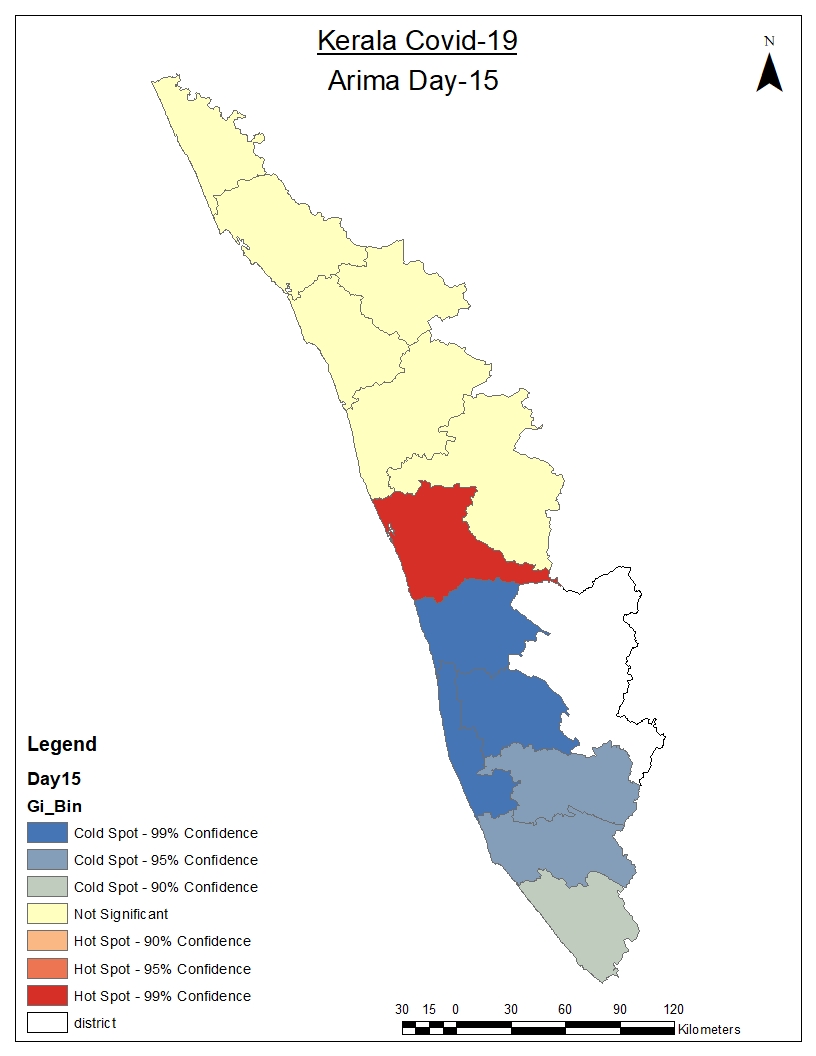 Kerala Covid-19
Arima Day-15
N
Legend
Day15
Gi_Bin
Cold Spot - 99% Confidence
Cold Spot - 95% Confidence
Cold Spot - 90% Confidence
Not Significant
Hot Spot - 90% Confidence
Hot Spot - 95% Confidence
Hot Spot - 99% Confidence
district
30 15 0 30 60 90 120
Kilometers